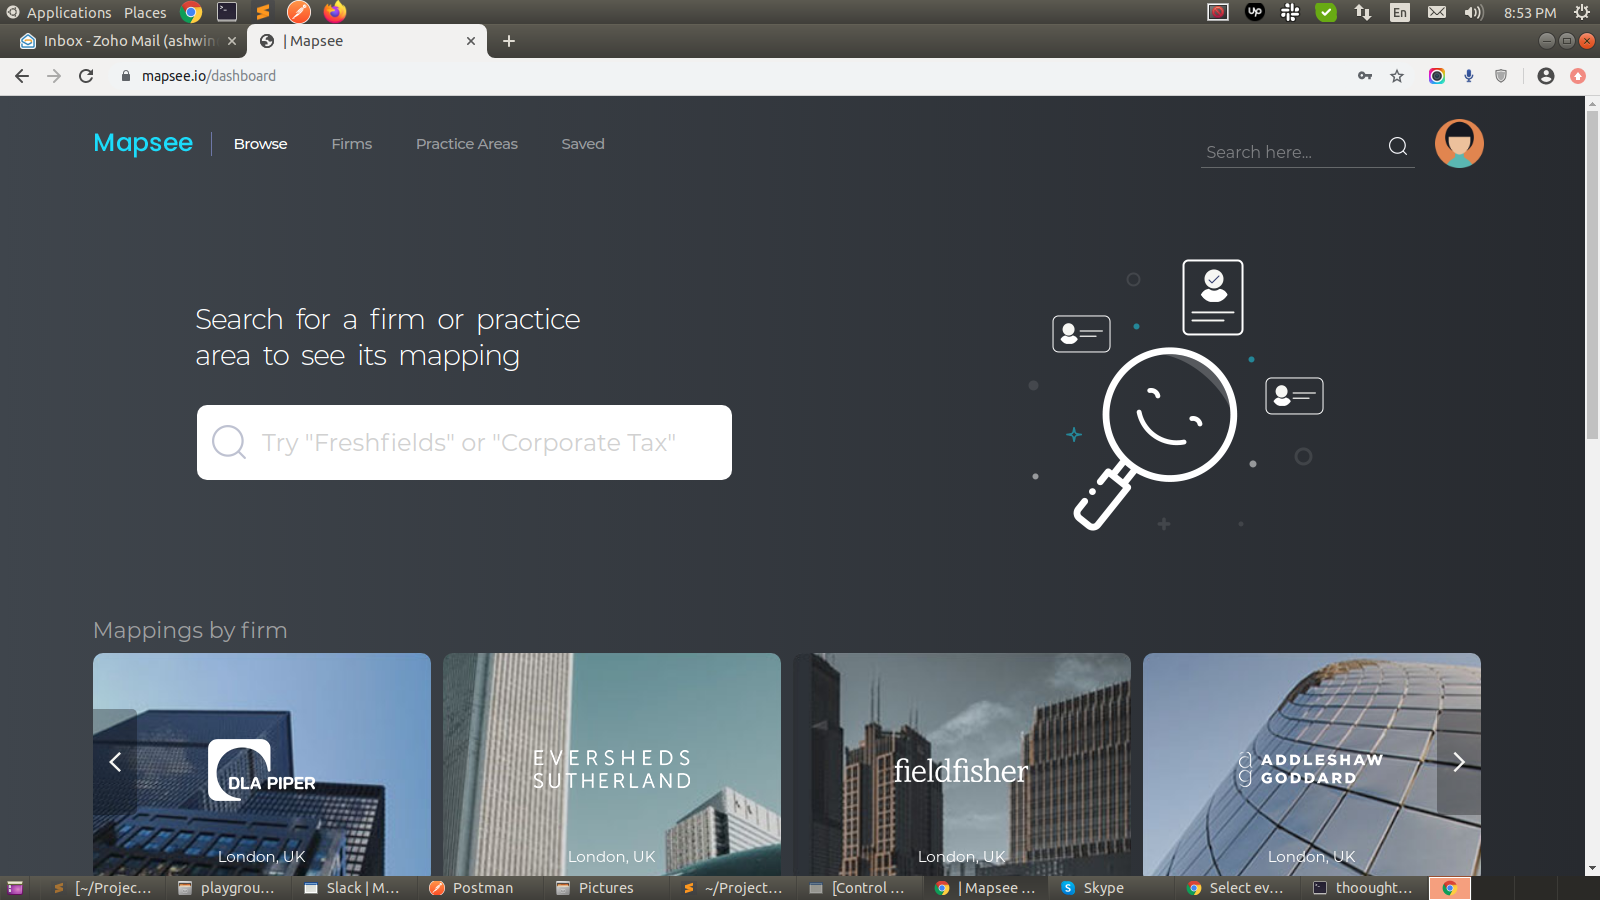 Applications Places
En
8:53 PM
Inbox - Zoho Mail (ashwin
| Mapsee
mapsee.io/dashboard
Mapsee
Browse
Firms
Practice Areas
Saved
Search here...
Search for a firm or practice
area to see its mapping
Try "Freshfields" or "Corporate Tax"
Mappings by firm
DLA PIPER
London, UK
EVERSHEDS
SUTHERLAND
London, UK
fieldfisher
London, UK
ag ADDLESHAW
GODDARD
London, UK
[~/Projec...
playgrou...
Slack | M...
Postman
Pictures
~/Project...
[Control ...
| Mapsee ...
Skype
Select ev...
thoought...